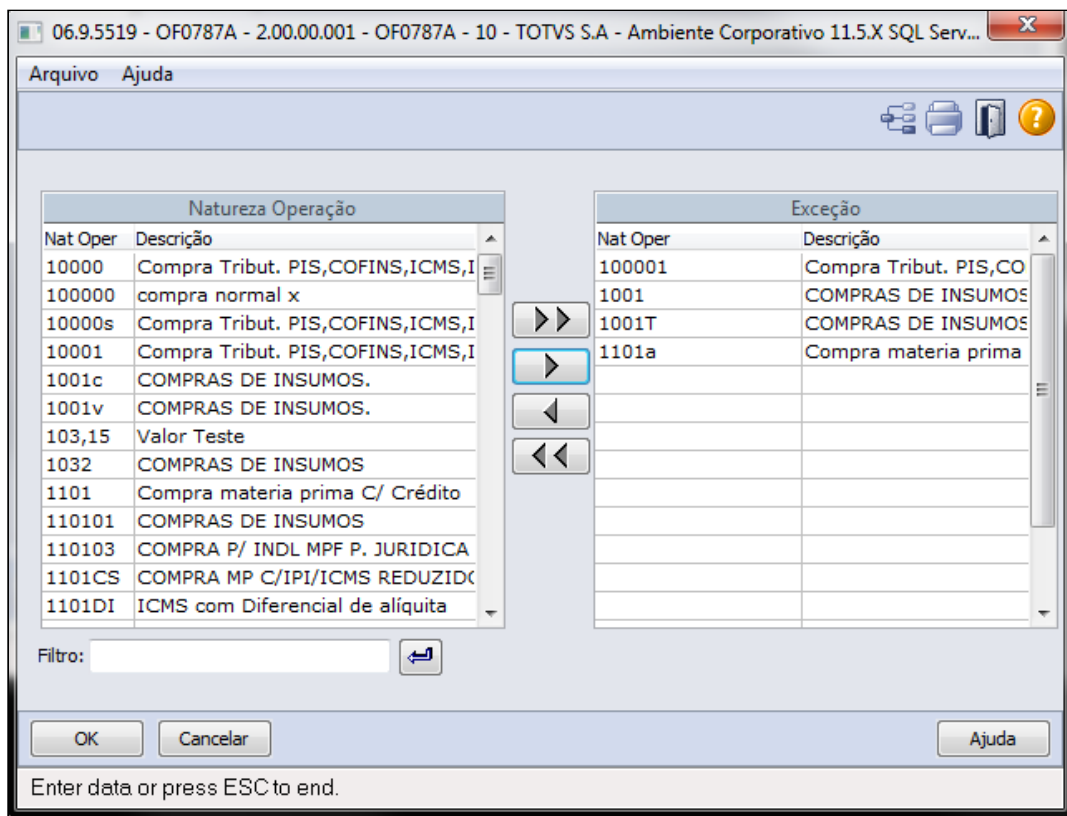 06.9.5519 - OF0787A - 2.00.00.001 - OF0787A - 10 - TOTVS S.A - Ambiente Corporativo 11.5.X SQL Serv...
Arquivo Ajuda
Natureza Operação
Nat Oper Descrição
10000 Compra Tribut. PIS,COFINS,ICMS,I
100000 compra normal x
10000s Compra Tribut. PIS,COFINS,ICMS,I
10001 Compra Tribut. PIS,COFINS,ICMS,I
1001c COMPRAS DE INSUMOS.
1001v COMPRAS DE INSUMOS.
103,15 Valor Teste
1032 COMPRAS DE INSUMOS
1101 Compra materia prima C/ Crédito
110101 COMPRAS DE INSUMOS
110103 COMPRA P/ INDL MPF P. JURIDICA
1101CS COMPRA MP C/IPI/ICMS REDUZIDO
1101DI ICMS com Diferencial de alíquita
Exceção
Nat Oper Descrição
100001 Compra Tribut. PIS,CO
1001 COMPRAS DE INSUMOS
1001T COMPRAS DE INSUMOS
1101a Compra materia prima
Filtro:
OK Cancelar Ajuda
Enter data or press ESC to end.